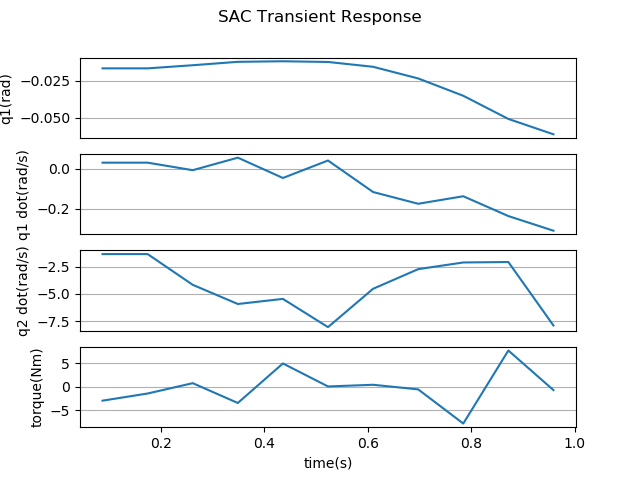 SAC Transient Response
q1(rad)
−0.025
−0.050
q1 dot(rad/s)
0.0
−0.2
q2 dot(rad/s)
−2.5
−5.0
−7.5
torque(Nm)
5
0
−5
0.2 0.4 0.6 0.8 1.0
time(s)